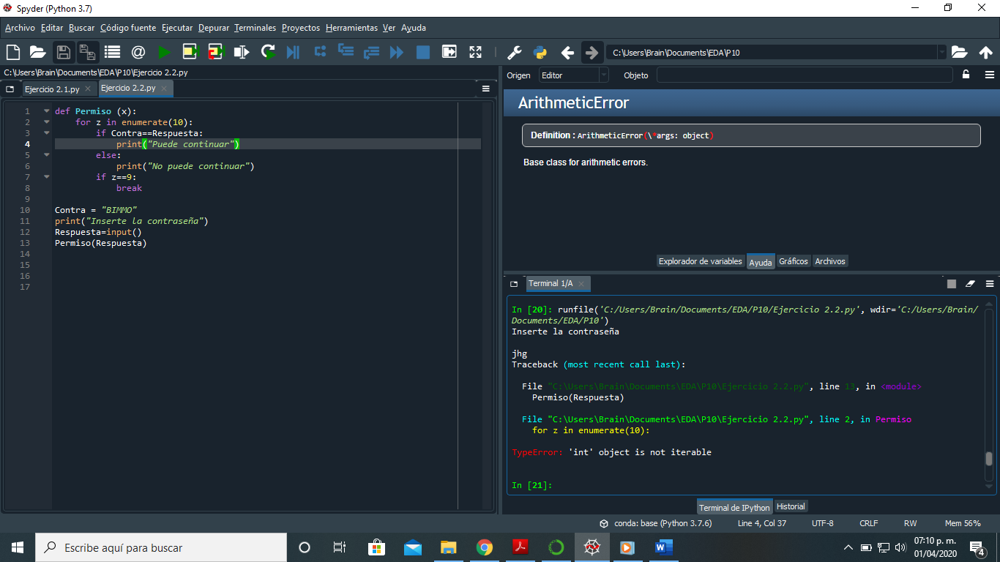 Spyder (Python 3.7)
Archivo Editar Buscar Código fuente Ejecutar Depurar Terminales Proyectos Herramientas Ver Ayuda
C:\Users\Brain\Documents\EDA\P10
C:\Users\Brain\Documents\EDA\P10\Ejercicio 2.2.py
Ejercicio 2.1.py
Ejercicio 2.2.py
1 def Permiso (x):
2     for z in enumerate(10):
3         if Contra==Respuesta:
4             print("Puede continuar")
5         else:
6             print("No puede continuar")
7         if z==9:
8             break
9
10 Contra = "BIMMO"
11 print("Inserte la contraseña")
12 Respuesta=input()
13 Permiso(Respuesta)
14
15
16
17
Origen Editor Objeto
ArithmeticError
Definition : ArithmeticError(\*args: object)
Base class for arithmetic errors.
Explorador de variables Ayuda Gráficos Archivos
Terminal 1/A
In [20]: runfile('C:/Users/Brain/Documents/EDA/P10/Ejercicio 2.2.py', wdir='C:/Users/Brain/
Documents/EDA/P10')
Inserte la contraseña
jhg
Traceback (most recent call last):
File "C:\Users\Brain\Documents\EDA\P10\Ejercicio 2.2.py", line 13, in <module>
Permiso(Respuesta)
File "C:\Users\Brain\Documents\EDA\P10\Ejercicio 2.2.py", line 2, in Permiso
for z in enumerate(10):
TypeError: 'int' object is not iterable
In [21]:
Terminal de IPython Historial
conda: base (Python 3.7.6) Line 4, Col 37 UTF-8 CRLF RW Mem 56%
Escribe aquí para buscar
07:10 p. m.
01/04/2020
4